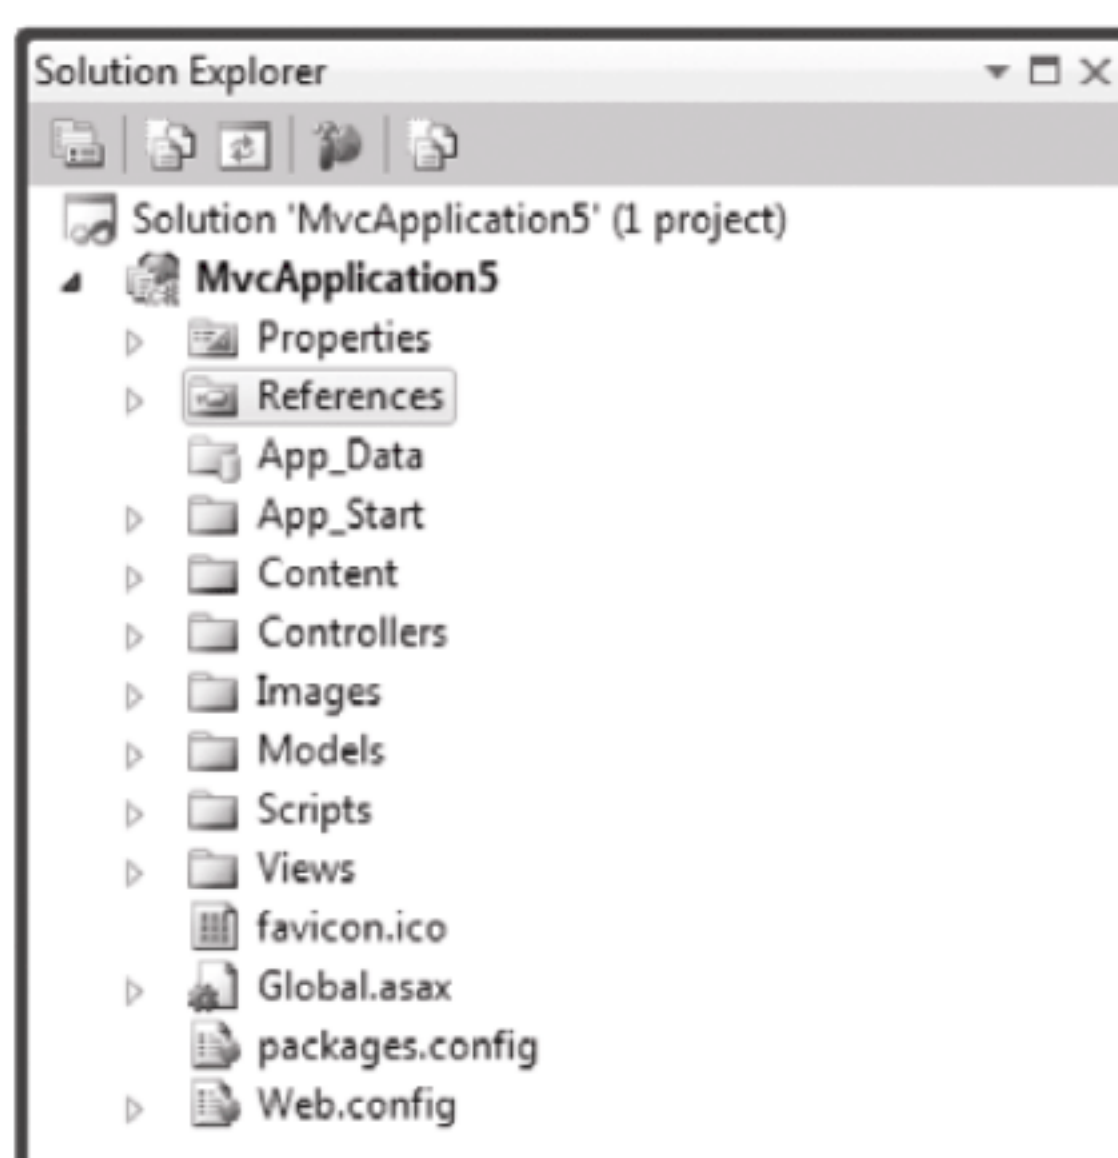 Solution Explorer
Solution 'MvcApplication5' (1 project)
MvcApplication5
Properties
References
App_Data
App_Start
Content
Controllers
Images
Models
Scripts
Views
favicon.ico
Global.asax
packages.config
Web.config